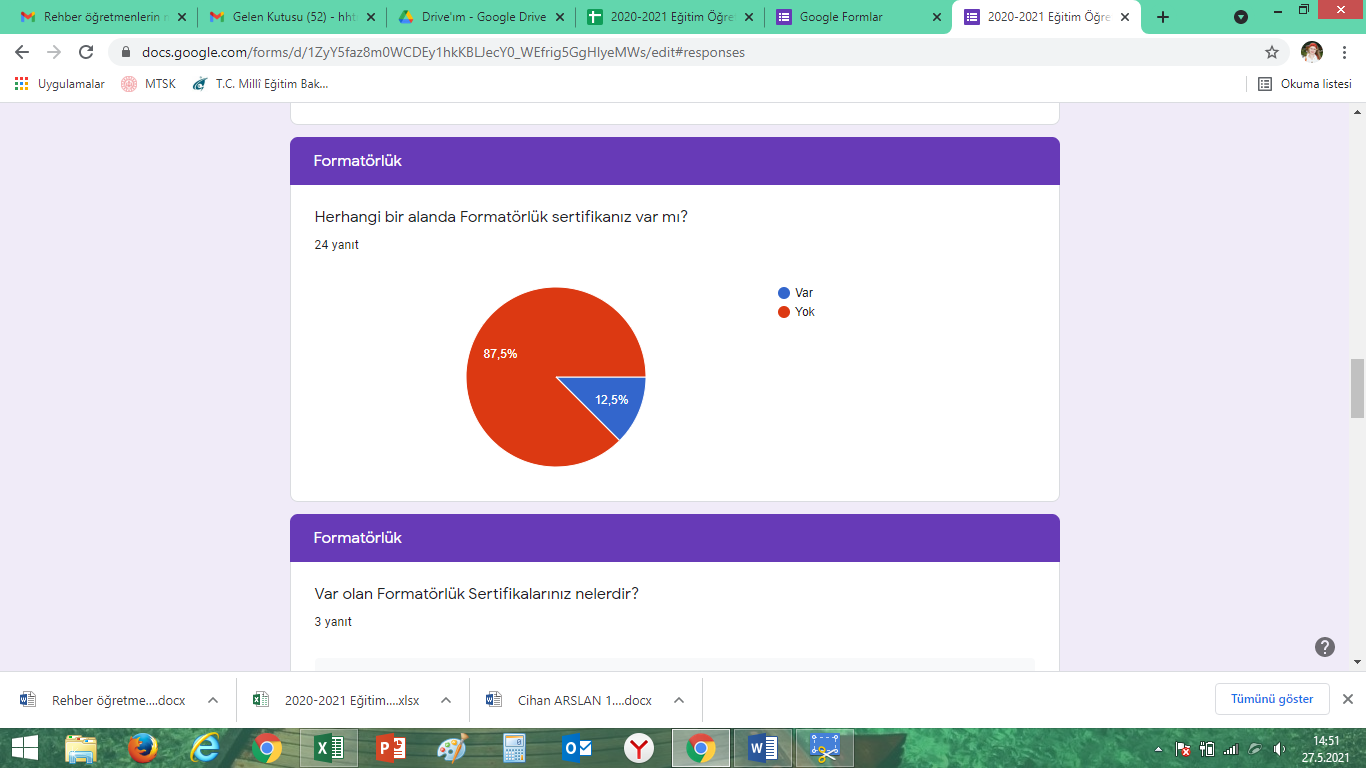 Rehber öğretmenlerin
Gelen Kutusu (52) - hht
Drive'ım - Google Drive
2020-2021 Eğitim Öğre
Google Formlar
2020-2021 Eğitim Öğre
docs.google.com/forms/d/1ZyY5faz8m0WCDEy1hkKBLJecY0_WEfrig5GgHlyeMWs/edit#responses
Uygulamalar
MTSK
T.C. Millî Eğitim Bak...
Okuma listesi
Formatörlük
Herhangi bir alanda Formatörlük sertifikanız var mı?
24 yanıt
Var
Yok
87,5%
12,5%
Formatörlük
Var olan Formatörlük Sertifikalarınız nelerdir?
3 yanıt
Rehber öğretme....docx
2020-2021 Eğitim....xlsx
Cihan ARSLAN 1....docx
Tümünü göster
14:51
27.5.2021